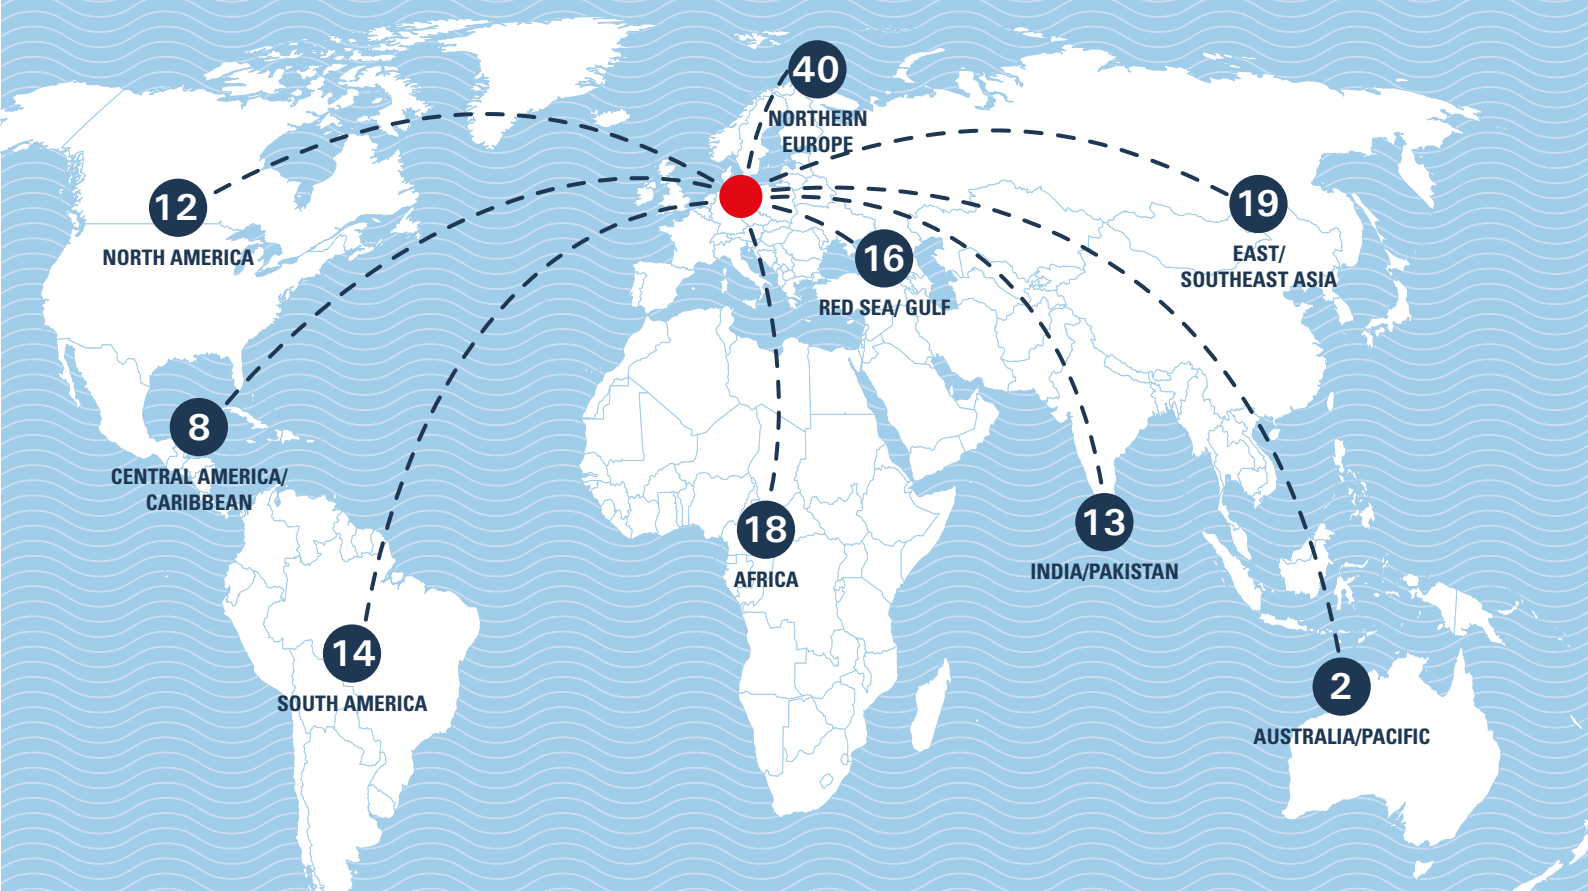 40
NORTHERN
EUROPE
12
NORTH AMERICA
19
EAST/
SOUTHEAST ASIA
16
RED SEA/ GULF
8
CENTRAL AMERICA/
CARIBBEAN
18
AFRICA
13
INDIA/PAKISTAN
14
SOUTH AMERICA
2
AUSTRALIA/PACIFIC